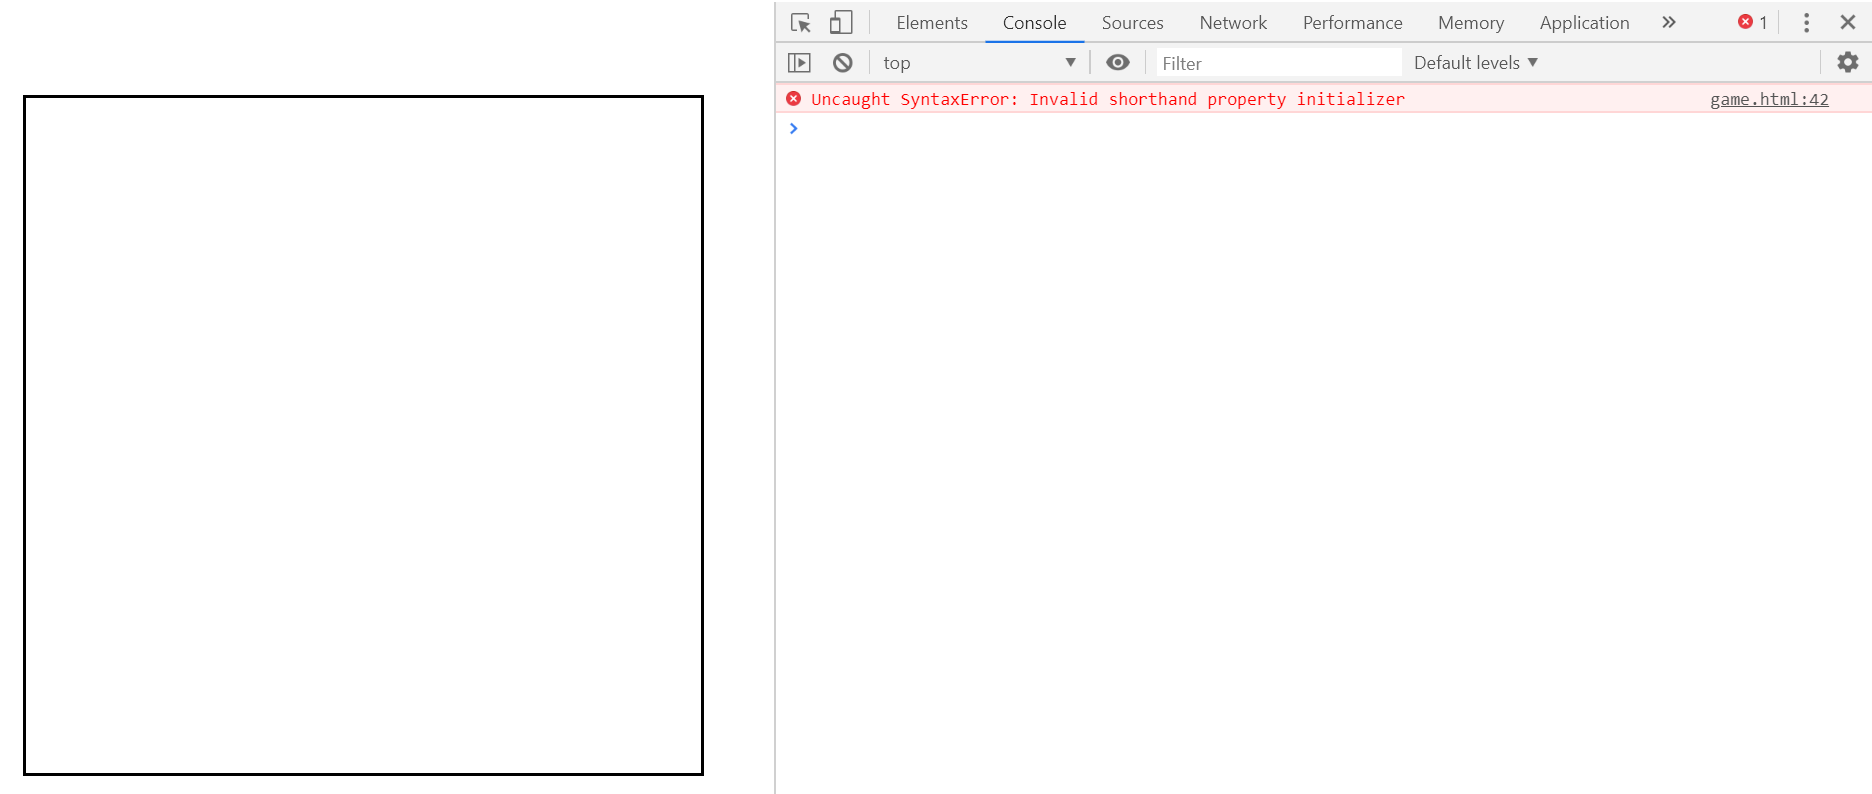 Elements Console Sources Network Performance Memory Application 1
top Filter Default levels
Uncaught SyntaxError: Invalid shorthand property initializer game.html:42